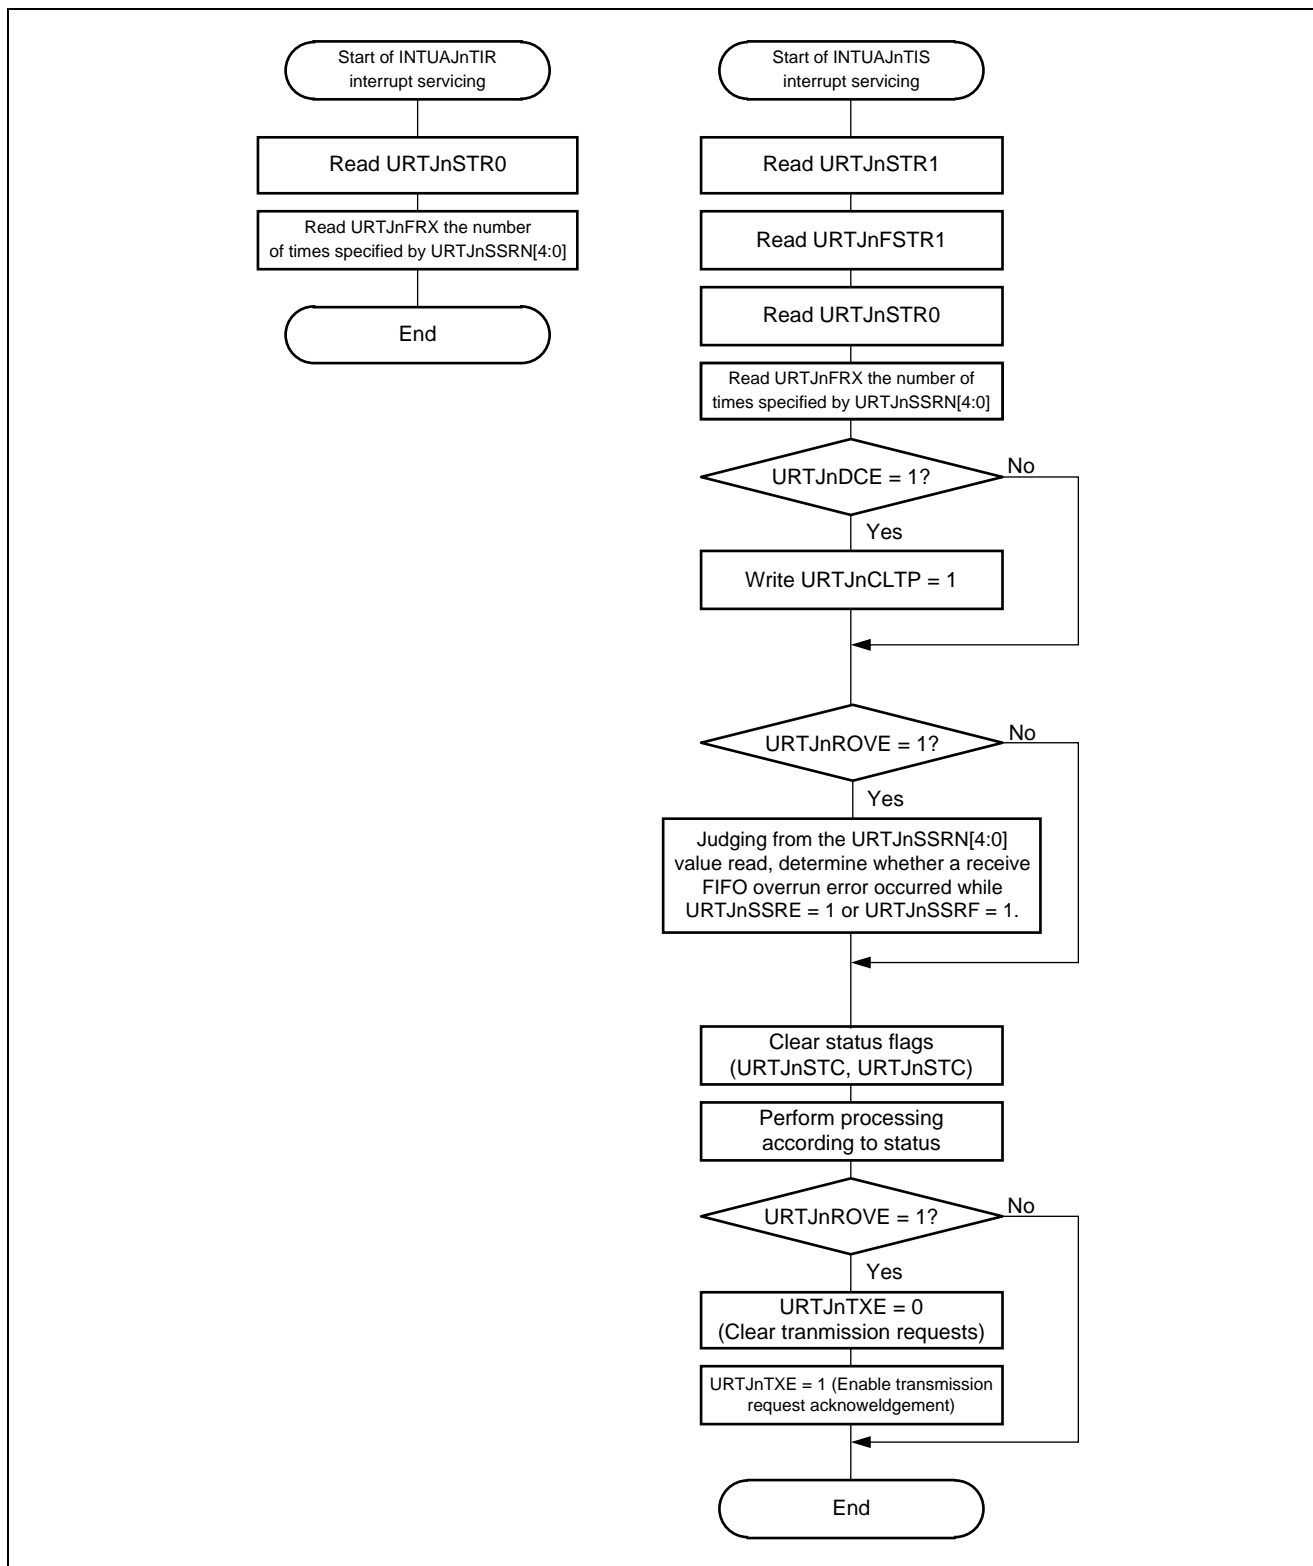 Start of INTUAJnTIR
interrupt servicing
Read URTJnSTR0
Read URTJnFRX the number
of times specified by URTJnSSRN[4:0]
End
Start of INTUAJnTIS
interrupt servicing
Read URTJnSTR1
Read URTJnFSTR1
Read URTJnSTR0
Read URTJnFRX the number of
times specified by URTJnSSRN[4:0]
URTJnDCE = 1?
No
Yes
Write URTJnCLTP = 1
URTJnROVE = 1?
No
Yes
Judging from the URTJnSSRN[4:0]
value read, determine whether a receive
FIFO overrun error occurred while
URTJnSSRE = 1 or URTJnSSRF = 1.
Clear status flags
(URTJnSTC, URTJnSTC)
Perform processing
according to status
URTJnROVE = 1?
No
Yes
URTJnTXE = 0
(Clear tranmission requests)
URTJnTXE = 1 (Enable transmission
request acknoweldgement)
End